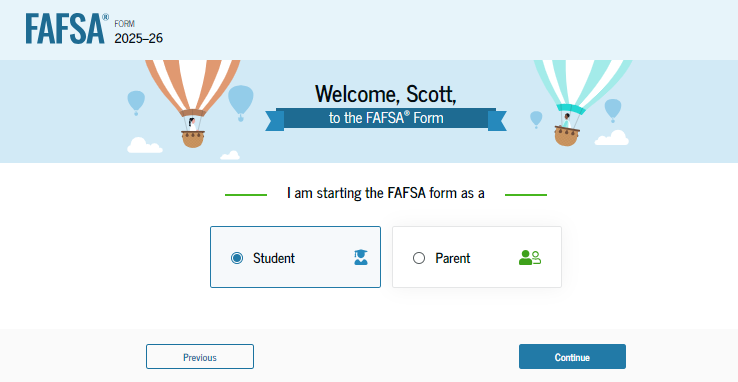 FAFSA® FORM
2025–26
Welcome, Scott,
to the FAFSA® Form
I am starting the FAFSA form as a
Student
Parent
Previous
Continue